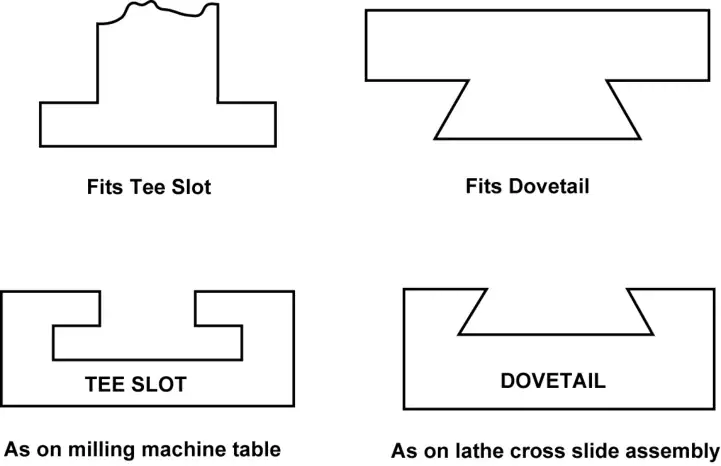 Fits Tee Slot
Fits Dovetail
TEE SLOT
DOVETAIL
As on milling machine table
As on lathe cross slide assembly